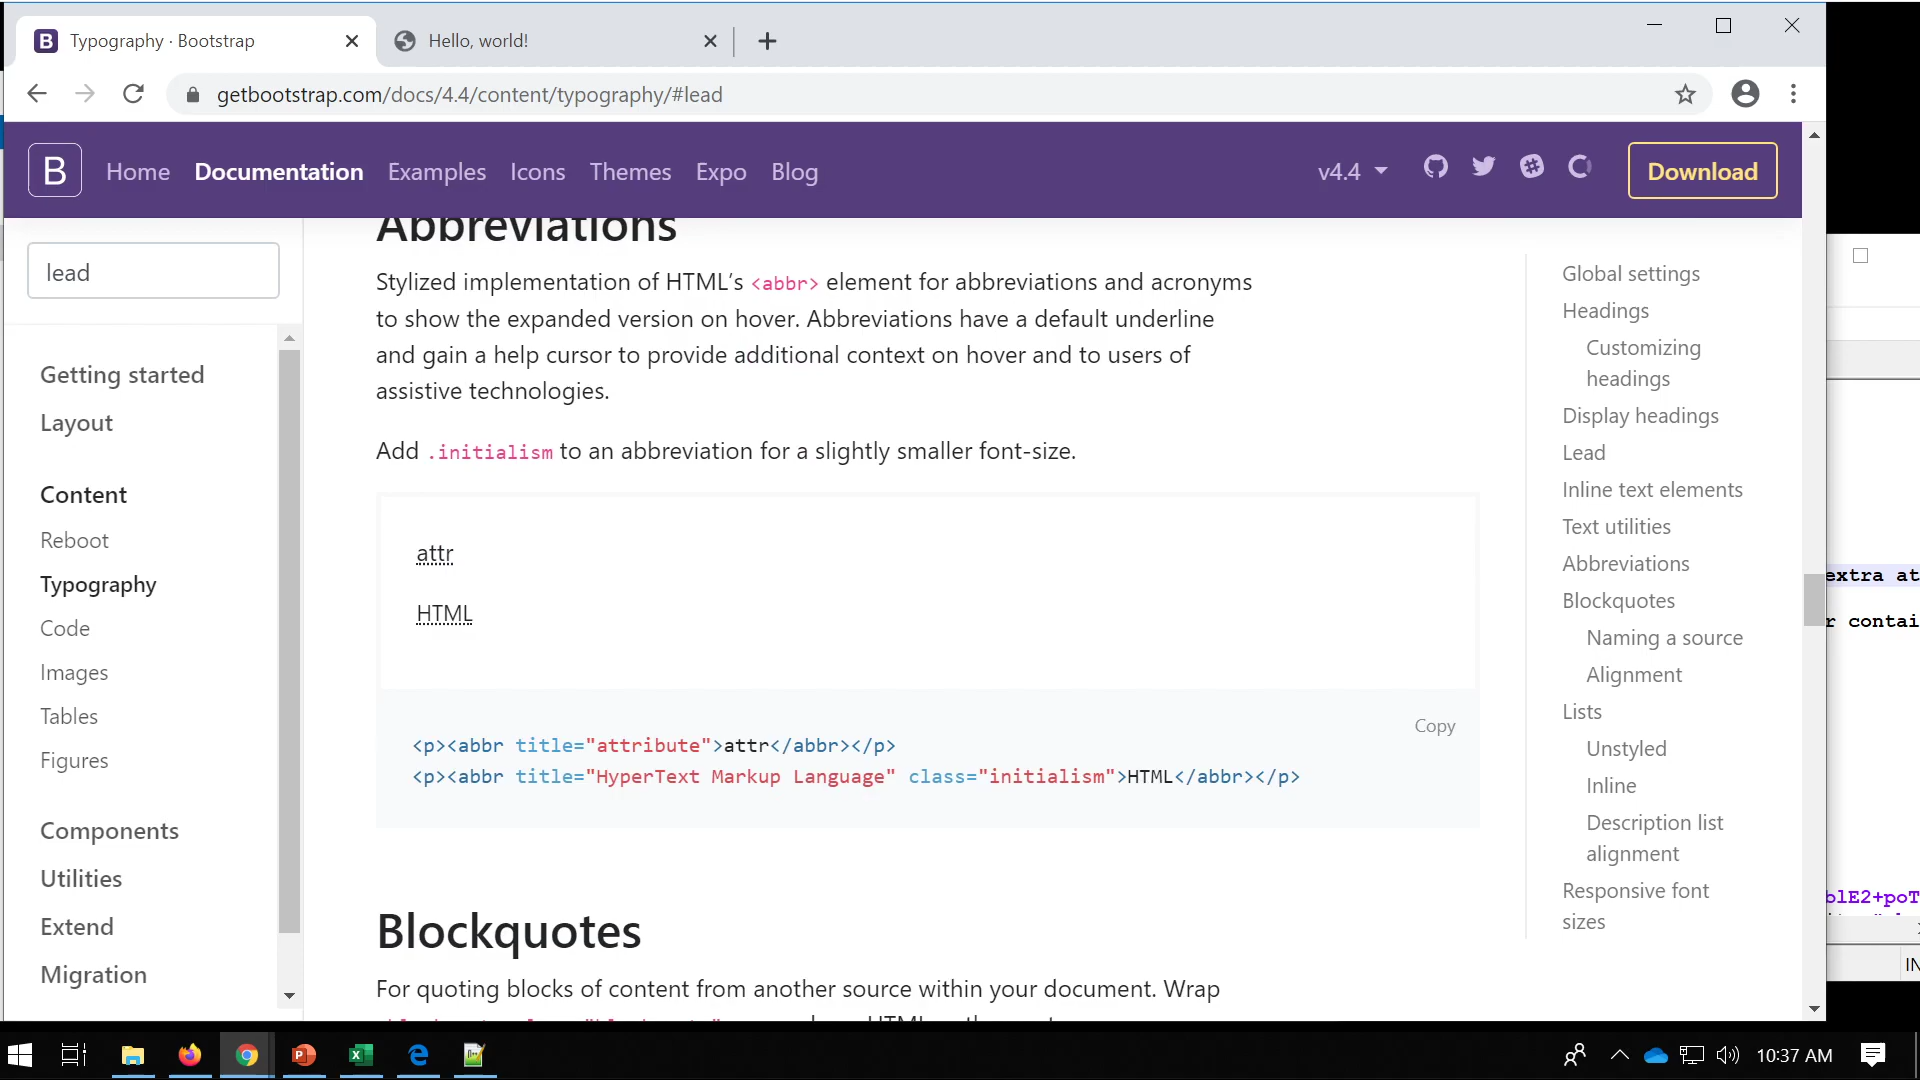 Typography · Bootstrap
Hello, world!
getbootstrap.com/docs/4.4/content/typography/#lead
B Home Documentation Examples Icons Themes Expo Blog v4.4 Download
lead
Getting started
Layout
Content
Reboot
Typography
Code
Images
Tables
Figures
Components
Utilities
Extend
Migration
Abbreviations
Stylized implementation of HTML’s <abbr> element for abbreviations and acronyms
to show the expanded version on hover. Abbreviations have a default underline
and gain a help cursor to provide additional context on hover and to users of
assistive technologies.
Add .initialism to an abbreviation for a slightly smaller font-size.
attr
HTML
Copy
<p><abbr title="attribute">attr</abbr></p>
<p><abbr title="HyperText Markup Language" class="initialism">HTML</abbr></p>
Blockquotes
For quoting blocks of content from another source within your document. Wrap
Global settings
Headings
Customizing
headings
Display headings
Lead
Inline text elements
Text utilities
Abbreviations
Blockquotes
Naming a source
Alignment
Lists
Unstyled
Inline
Description list
alignment
Responsive font
sizes
extra at
r contai
blE2+poT
IN
10:37 AM